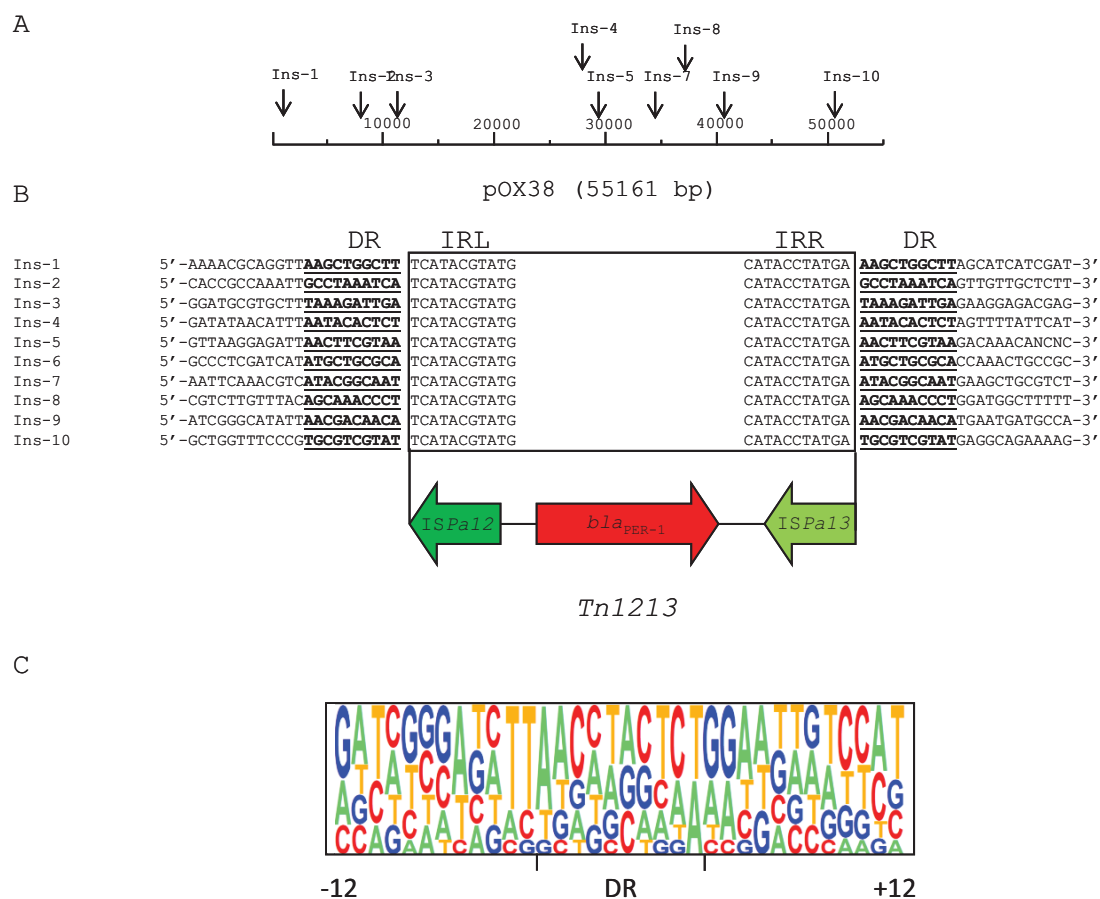 A
Ins-4 Ins-8
Ins-1 Ins-2 Ins-3 Ins-5 Ins-7 Ins-9 Ins-10
10000 20000 30000 40000 50000
pOX38 (55161 bp)
B
DR IRL IRR DR
Ins-1 5’-AAAACGCAGGTTAAGCTGGCTT TCATACGTATG CATACCTATGA AAGCTGGCTTAGCATCATCGAT-3’
Ins-2 5’-CACCGCCAAATTGCCTAAATCA TCATACGTATG CATACCTATGA GCCTAAATCAGTTGTTGCTCTT-3’
Ins-3 5’-GGATGCGTGCTTTAAAGATTGA TCATACGTATG CATACCTATGA TAAAGATTGAGAAGGAGACGAG-3’
Ins-4 5’-GATATAACATTTAATACACTCT TCATACGTATG CATACCTATGA AATACACTCTAGTTTTATTCAT-3’
Ins-5 5’-GTTAAGGAGATTAACTTCGTAA TCATACGTATG CATACCTATGA AACTTCGTAAGACAAACANCNC-3’
Ins-6 5’-GCCCTCGATCATATGCTGCGCA TCATACGTATG CATACCTATGA ATGCTGCGCACCAAACTGCCGC-3’
Ins-7 5’-AATTCAAACGTCATACGGCAAT TCATACGTATG CATACCTATGA ATACGGCAATGAAGCTGCGTCT-3’
Ins-8 5’-CGTCTTGTTTACAGCAAACCCT TCATACGTATG CATACCTATGA AGCAAACCCTGGATGGCTTTTT-3’
Ins-9 5’-ATCGGGCATATTAACGACAACA TCATACGTATG CATACCTATGA AACGACAACATGAATGATGCCA-3’
Ins-10 5’-GCTGGTTTCCCGTGCGTCGTAT TCATACGTATG CATACCTATGA TGCGTCGTATGAGGCAGAAAAG-3’
ISPa12 blaPER-1 ISPa13
Tn1213
C
GATCGGGATCTTAACCTACTCTGGAATTGTCCAT
-12 DR +12